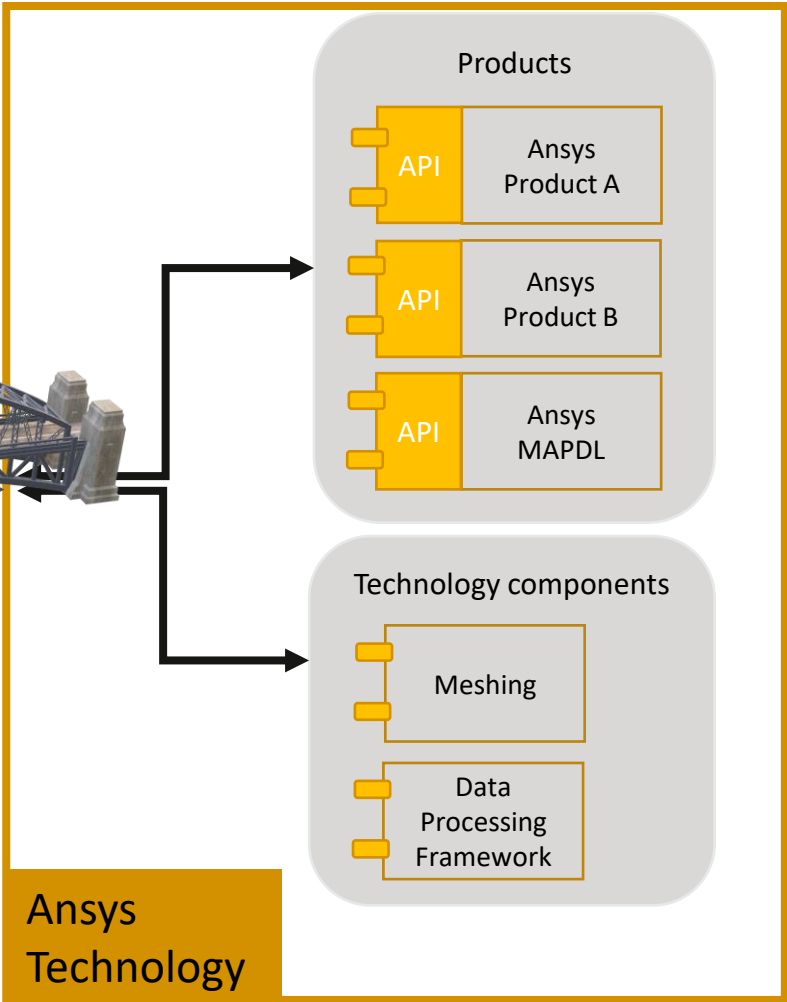 Products
API
Ansys
Product A
API
Ansys
Product B
API
Ansys
MAPDL
Technology components
Meshing
Data
Processing
Framework
Ansys
Technology